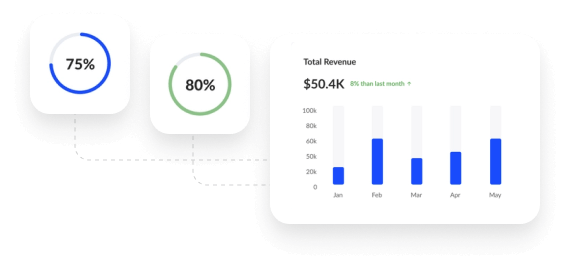 75%
80%
Total Revenue
$50.4K 8% than last month ↑
100k
80k
60k
50k
20k
0
Jan Feb Mar Apr May